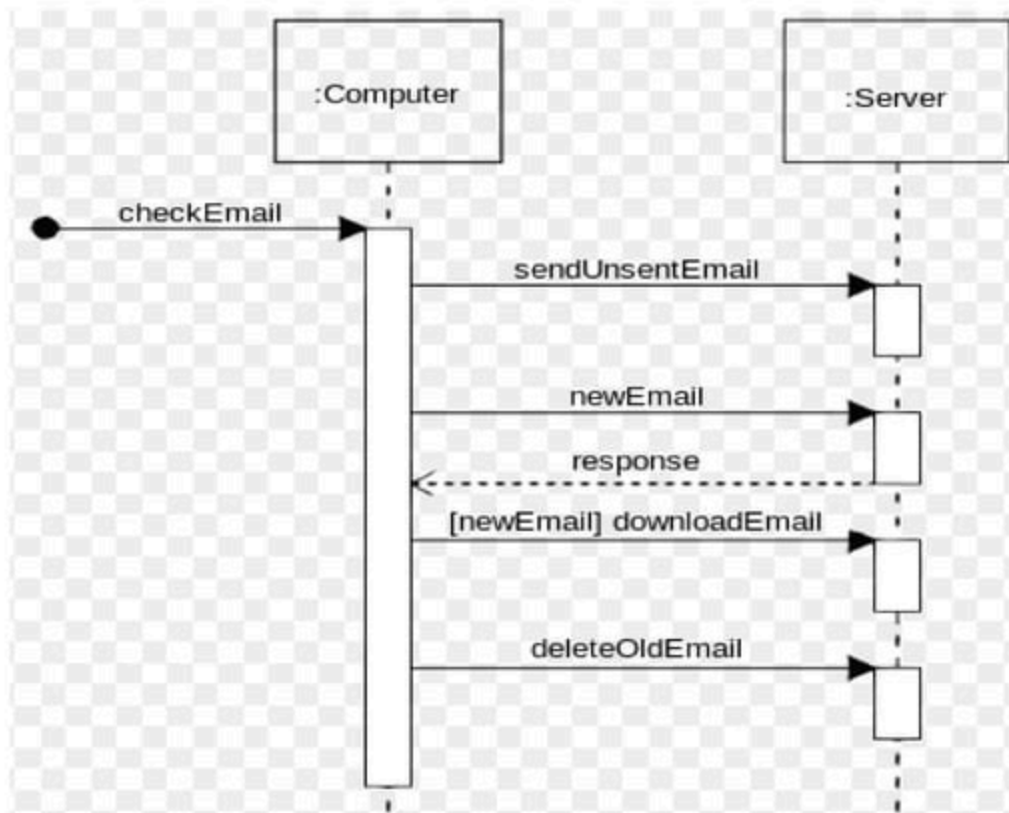 :Computer
:Server
checkEmail
sendUnsentEmail
newEmail
response
[newEmail] downloadEmail
deleteOldEmail